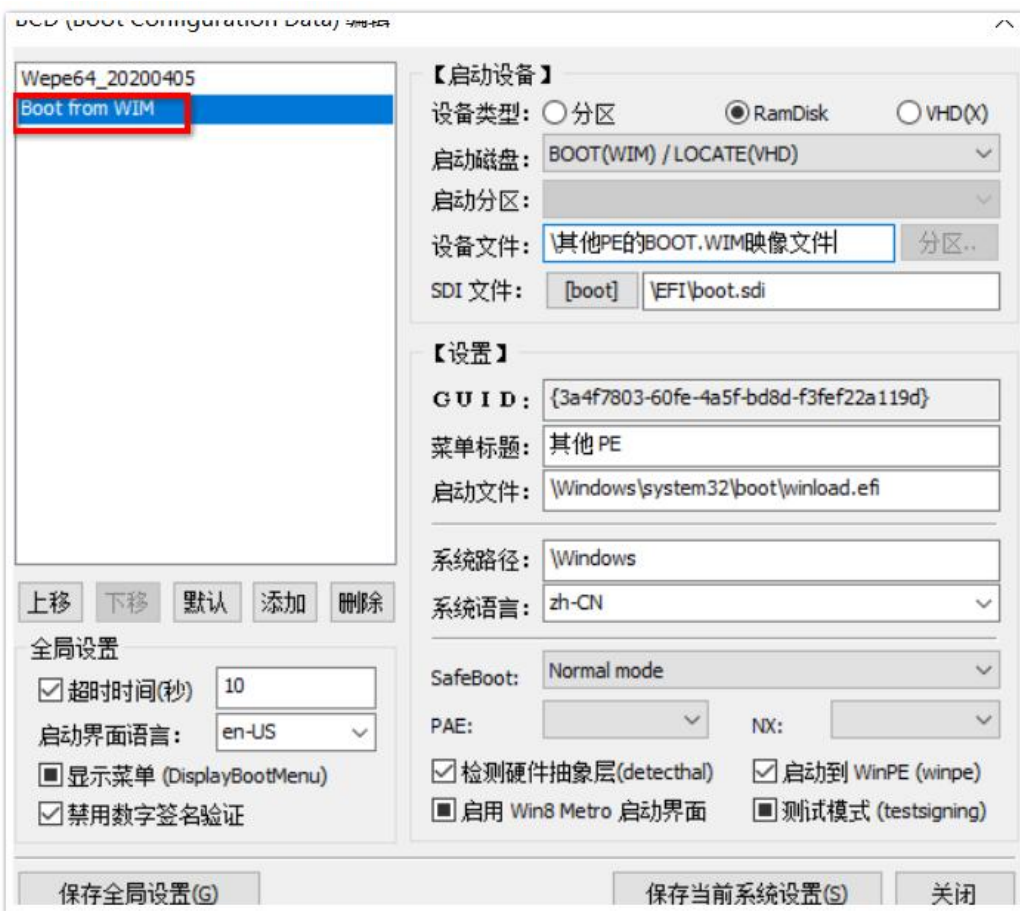 BCD (Boot Configuration Data) 编辑
Wepe64_20200405
Boot from WIM
上移 下移 默认 添加 删除
全局设置
超时时间(秒) 10
启动界面语言: en-US
显示菜单 (DisplayBootMenu)
禁用数字签名验证
保存全局设置(G)
【启动设备】
设备类型: 分区 RamDisk VHD(X)
启动磁盘: BOOT(WIM) / LOCATE(VHD)
启动分区:
设备文件: \其他PE的BOOT.WIM映像文件 分区..
SDI 文件: [boot] \EFI\boot.sdi
【设置】
GUID: {3a4f7803-60fe-4a5f-bd8d-f3fef22a119d}
菜单标题: 其他 PE
启动文件: \Windows\system32\boot\winload.efi
系统路径: \Windows
系统语言: zh-CN
SafeBoot: Normal mode
PAE: NX:
检测硬件抽象层(detecthal) 启动到 WinPE (winpe)
启用 Win8 Metro 启动界面 测试模式 (testsigning)
保存当前系统设置(S) 关闭